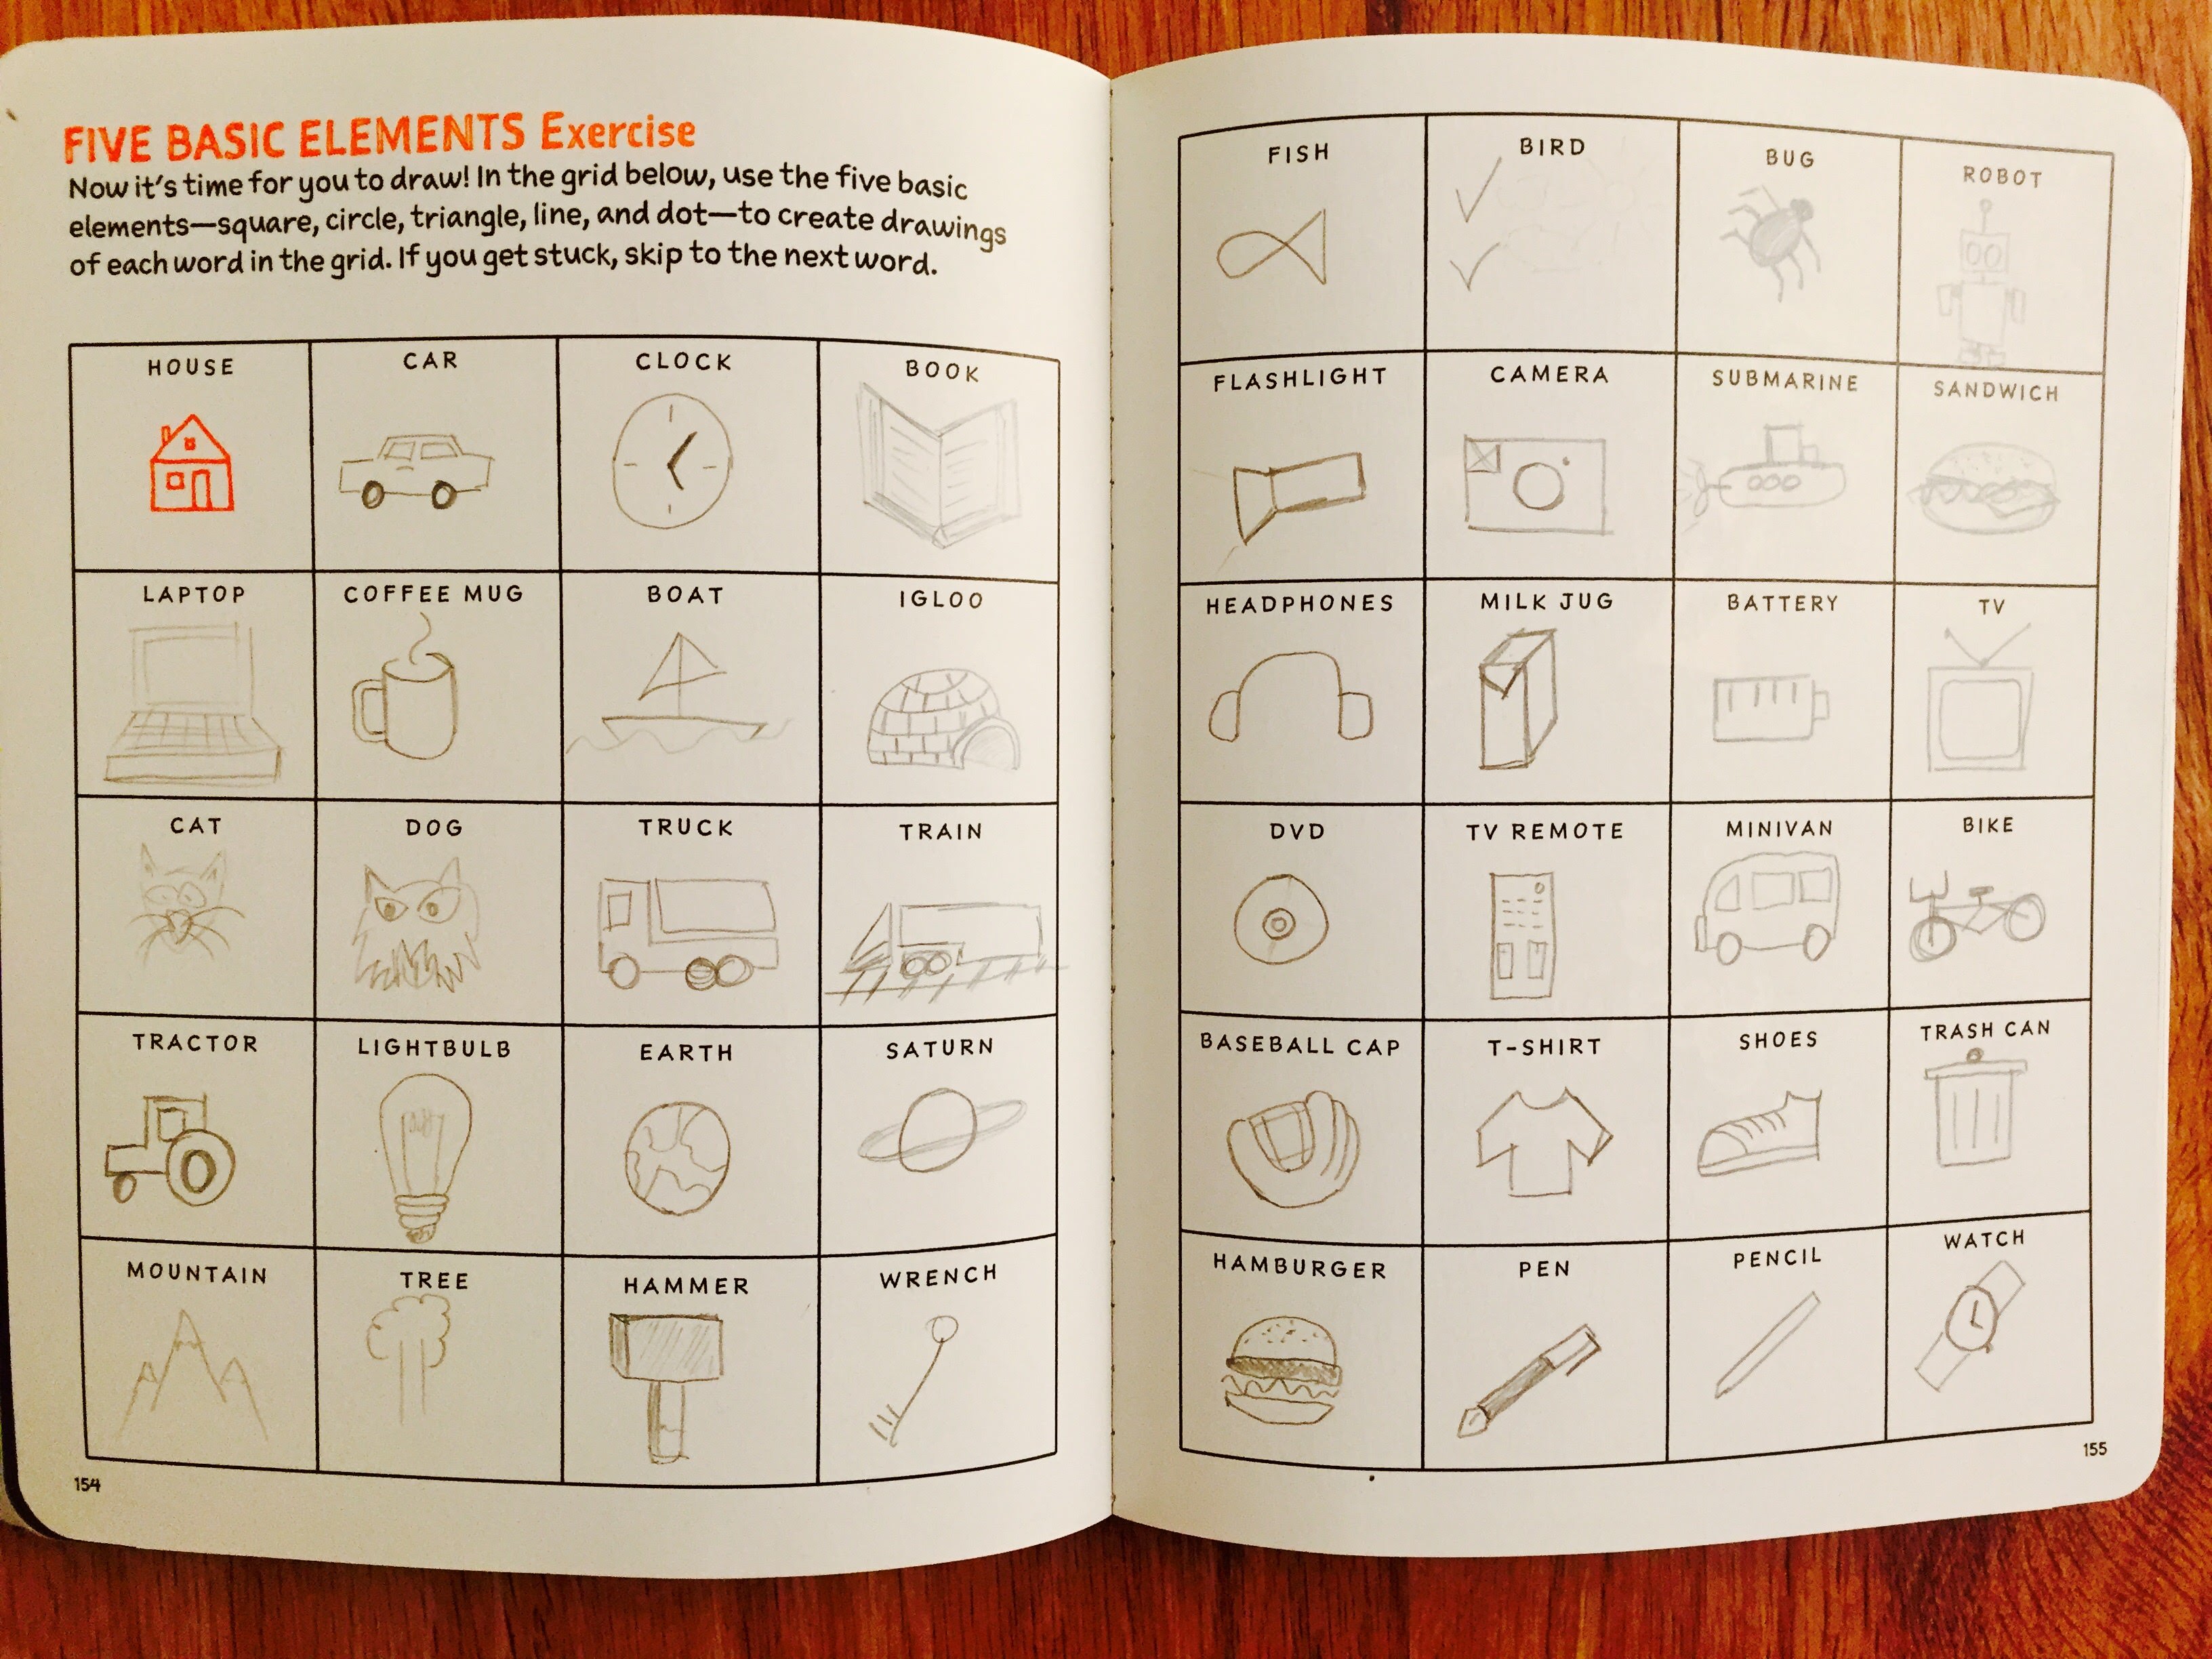 FIVE BASIC ELEMENTS Exercise
Now it's time for you to draw! In the grid below, use the five basic
elements—square, circle, triangle, line, and dot—to create drawings
of each word in the grid. If you get stuck, skip to the next word.
HOUSE CAR CLOCK BOOK
LAPTOP COFFEE MUG BOAT IGLOO
CAT DOG TRUCK TRAIN
TRACTOR LIGHTBULB EARTH SATURN
MOUNTAIN TREE HAMMER WRENCH
154
FISH BIRD BUG ROBOT
FLASHLIGHT CAMERA SUBMARINE SANDWICH
HEADPHONES MILK JUG BATTERY TV
DVD TV REMOTE MINIVAN BIKE
BASEBALL CAP T-SHIRT SHOES TRASH CAN
HAMBURGER PEN PENCIL WATCH
155